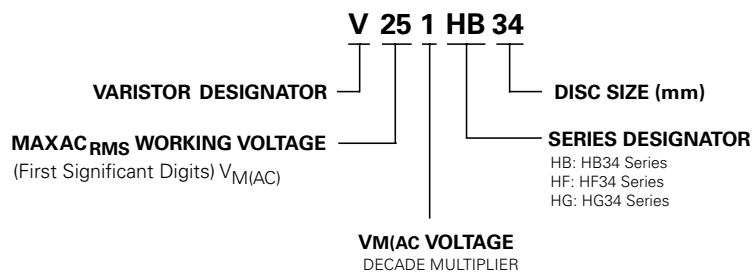 V 25 1 HB 34
VARISTOR DESIGNATOR
DISC SIZE (mm)
MAXAC RMS WORKING VOLTAGE
(First Significant Digits) VM(AC)
SERIES DESIGNATOR
HB: HB34 Series
HF: HF34 Series
HG: HG34 Series
VM(AC VOLTAGE
DECADE MULTIPLIER